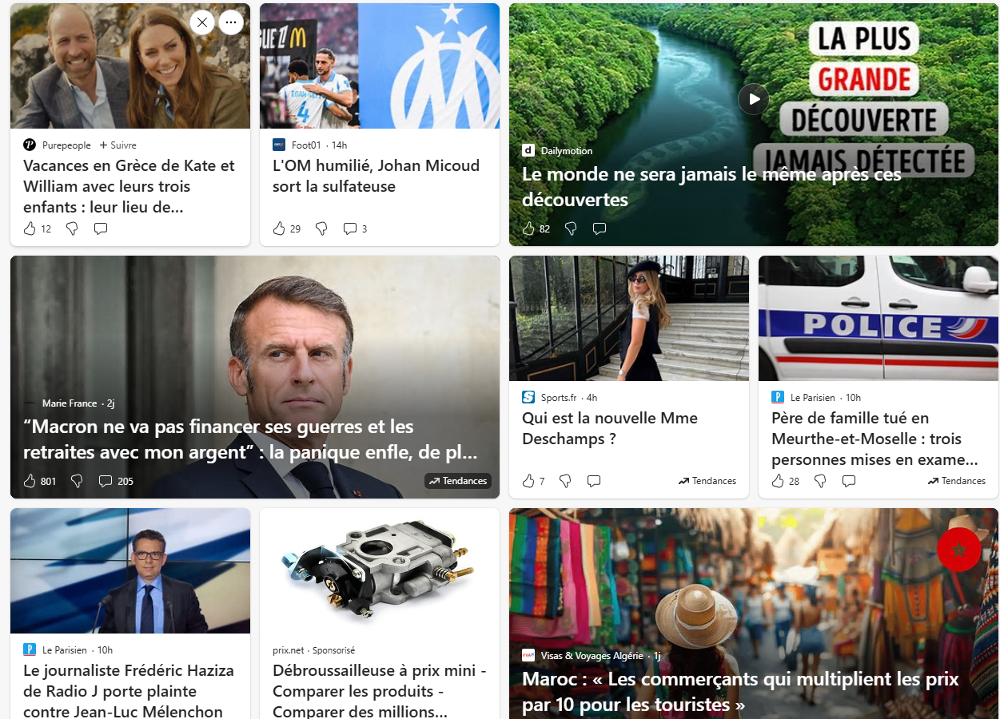 Purepeople
+ Suivre
Vacances en Grèce de Kate et
William avec leurs trois
enfants : leur lieu de...
12
Foot01 · 14h
L'OM humilié, Johan Micoud
sort la sulfateuse
29
3
LA PLUS
GRANDE
DÉCOUVERTE
JAMAIS DÉTECTÉE
Dailymotion
Le monde ne sera jamais le même après ces
découvertes
82
Marie France · 2j
“Macron ne va pas financer ses guerres et les
retraites avec mon argent” : la panique enfle, de pl...
801
205
Tendances
Sports.fr · 4h
Qui est la nouvelle Mme
Deschamps ?
7
Tendances
POLICE
Le Parisien · 10h
Père de famille tué en
Meurthe-et-Moselle : trois
personnes mises en exame...
28
Tendances
Le Parisien · 10h
Le journaliste Frédéric Haziza
de Radio J porte plainte
contre Jean-Luc Mélenchon
prix.net · Sponsorisé
Débroussailleuse à prix mini -
Comparer les produits -
Comparer des millions...
Visas & Voyages Algérie · 1j
Maroc : « Les commerçants qui multiplient les prix
par 10 pour les touristes »